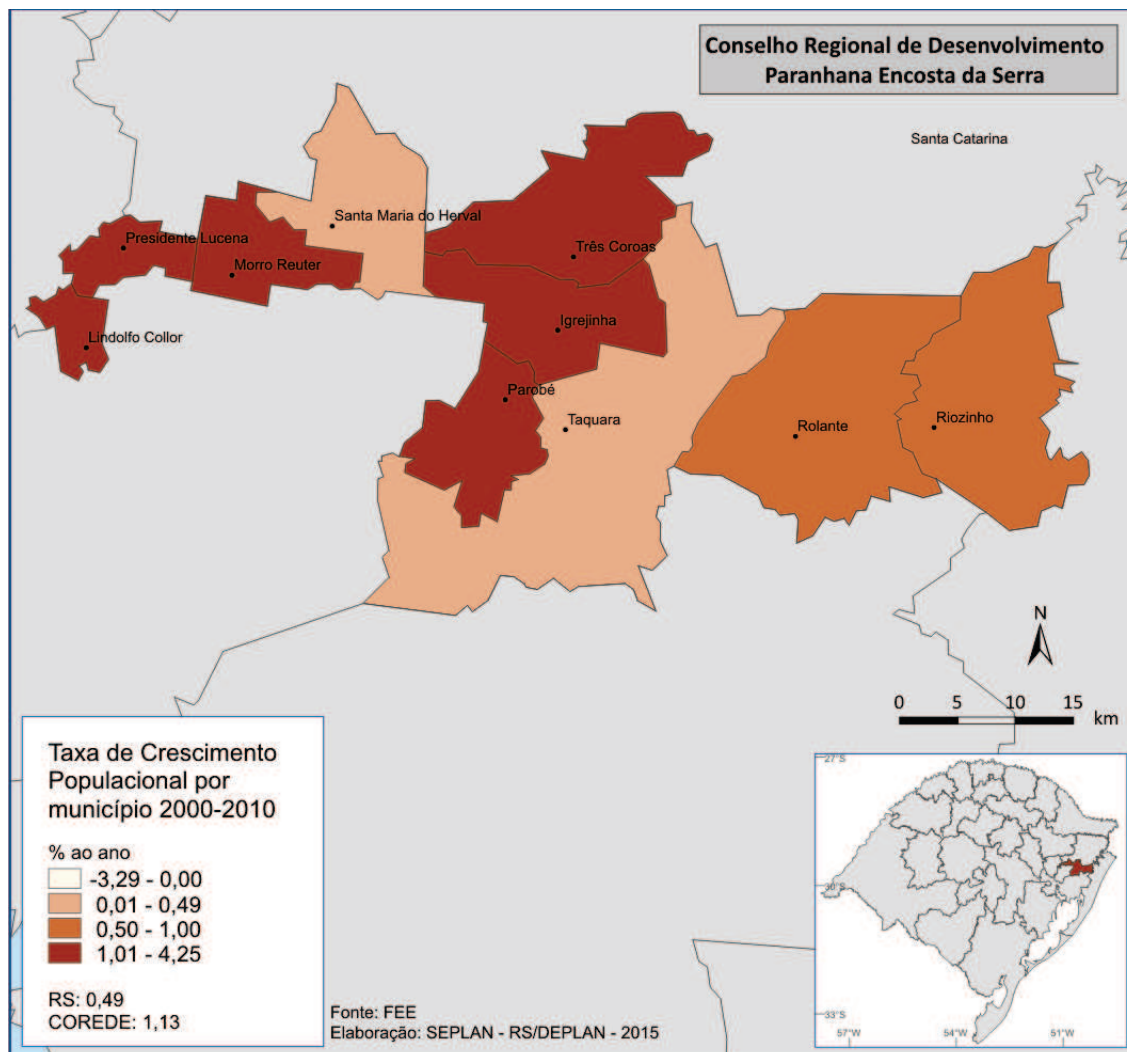 Conselho Regional de Desenvolvimento
Paranhana Encosta da Serra
Santa Catarina
Santa Maria do Herval
Presidente Lucena
Três Coroas
Morro Reuter
Igrejinha
Lindolfo Collor
Parobé
Taquara
Rolante
Riozinho
N
0 5 10 15
km
Taxa de Crescimento
Populacional por
município 2000-2010
% ao ano
-3,29 - 0,00
0,01 - 0,49
0,50 - 1,00
1,01 - 4,25
RS: 0,49
COREDE: 1,13
Fonte: FEE
Elaboração: SEPLAN - RS/DEPLAN - 2015
27°S
30°S
33°S
57°W 54°W 51°W